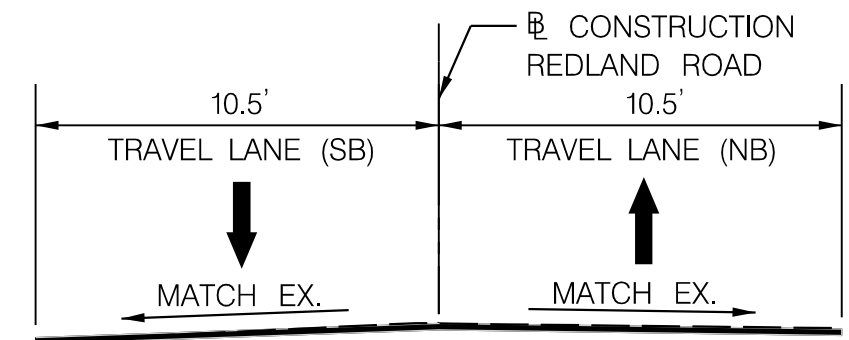 ℄ CONSTRUCTION
REDLAND ROAD
10.5'
10.5'
TRAVEL LANE (SB)
TRAVEL LANE (NB)
MATCH EX.
MATCH EX.